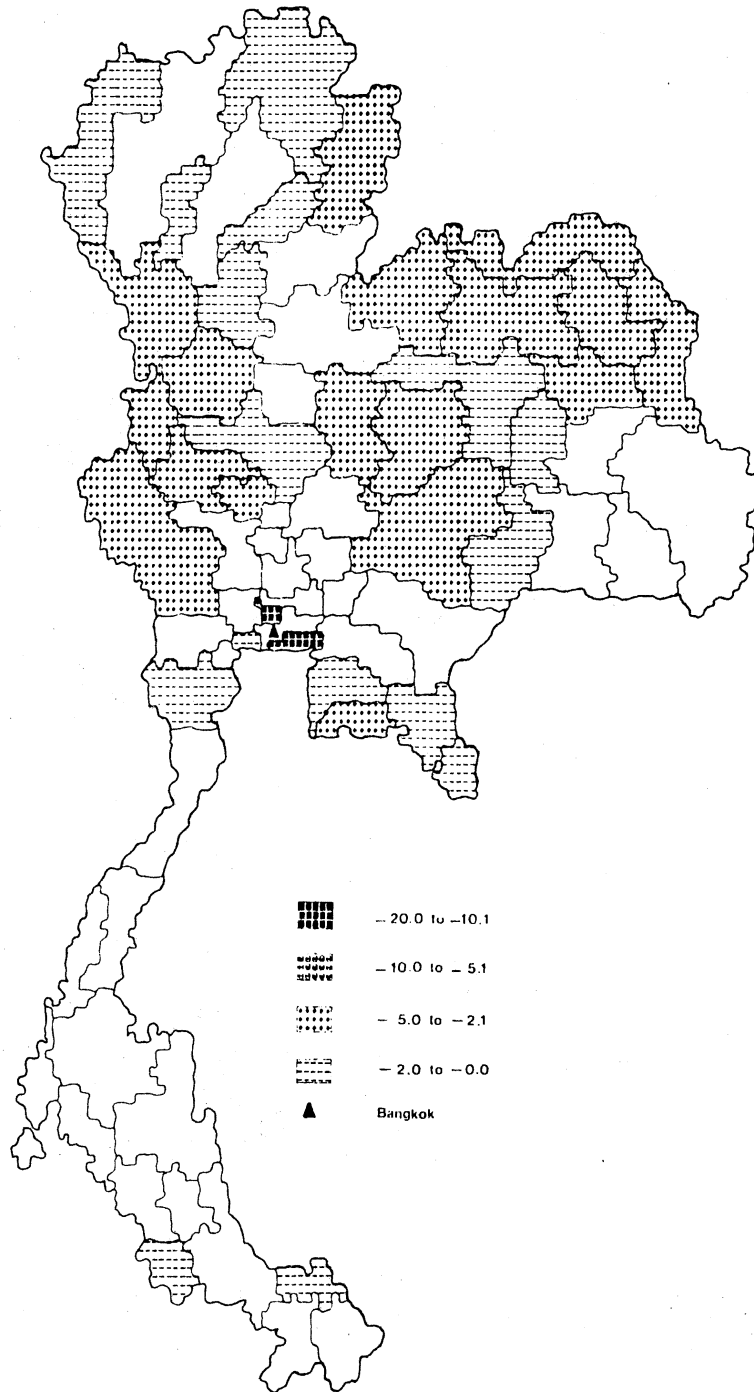 – 20.0 to –10.1
– 10.0 to – 5.1
– 5.0 to –2.1
– 2.0 to –0.0
Bangkok